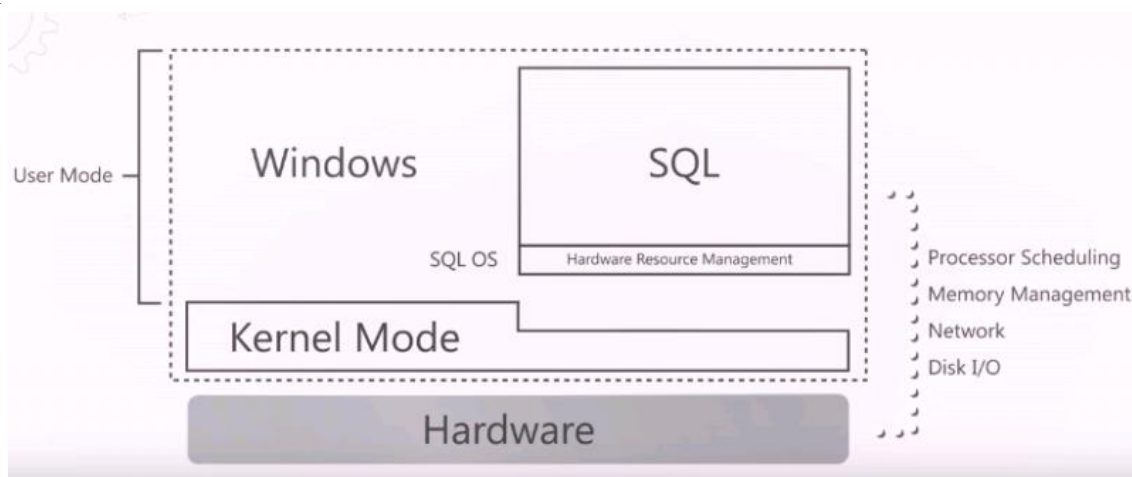 Windows
SQL
User Mode
SQL OS
Hardware Resource Management
Processor Scheduling
Memory Management
Network
Disk I/O
Kernel Mode
Hardware